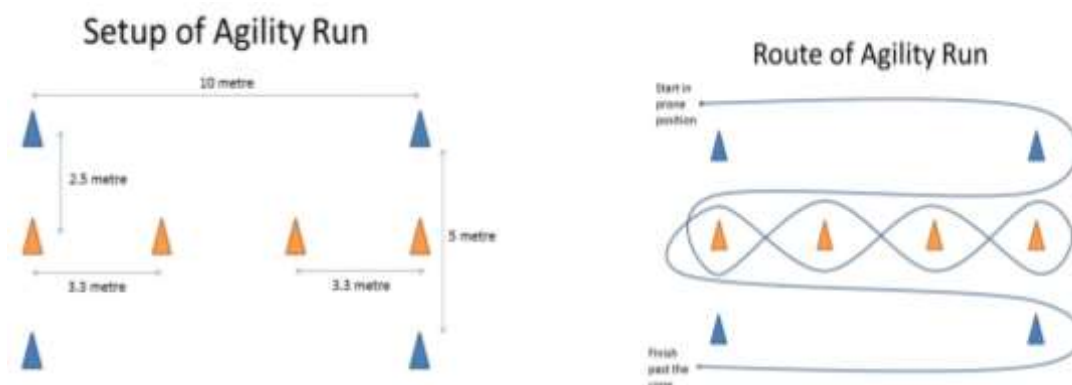 Setup of Agility Run
10 metre
2.5 metre
5 metre
3.3 metre
3.3 metre
Route of Agility Run
Start in
prone
position
Finish
past the